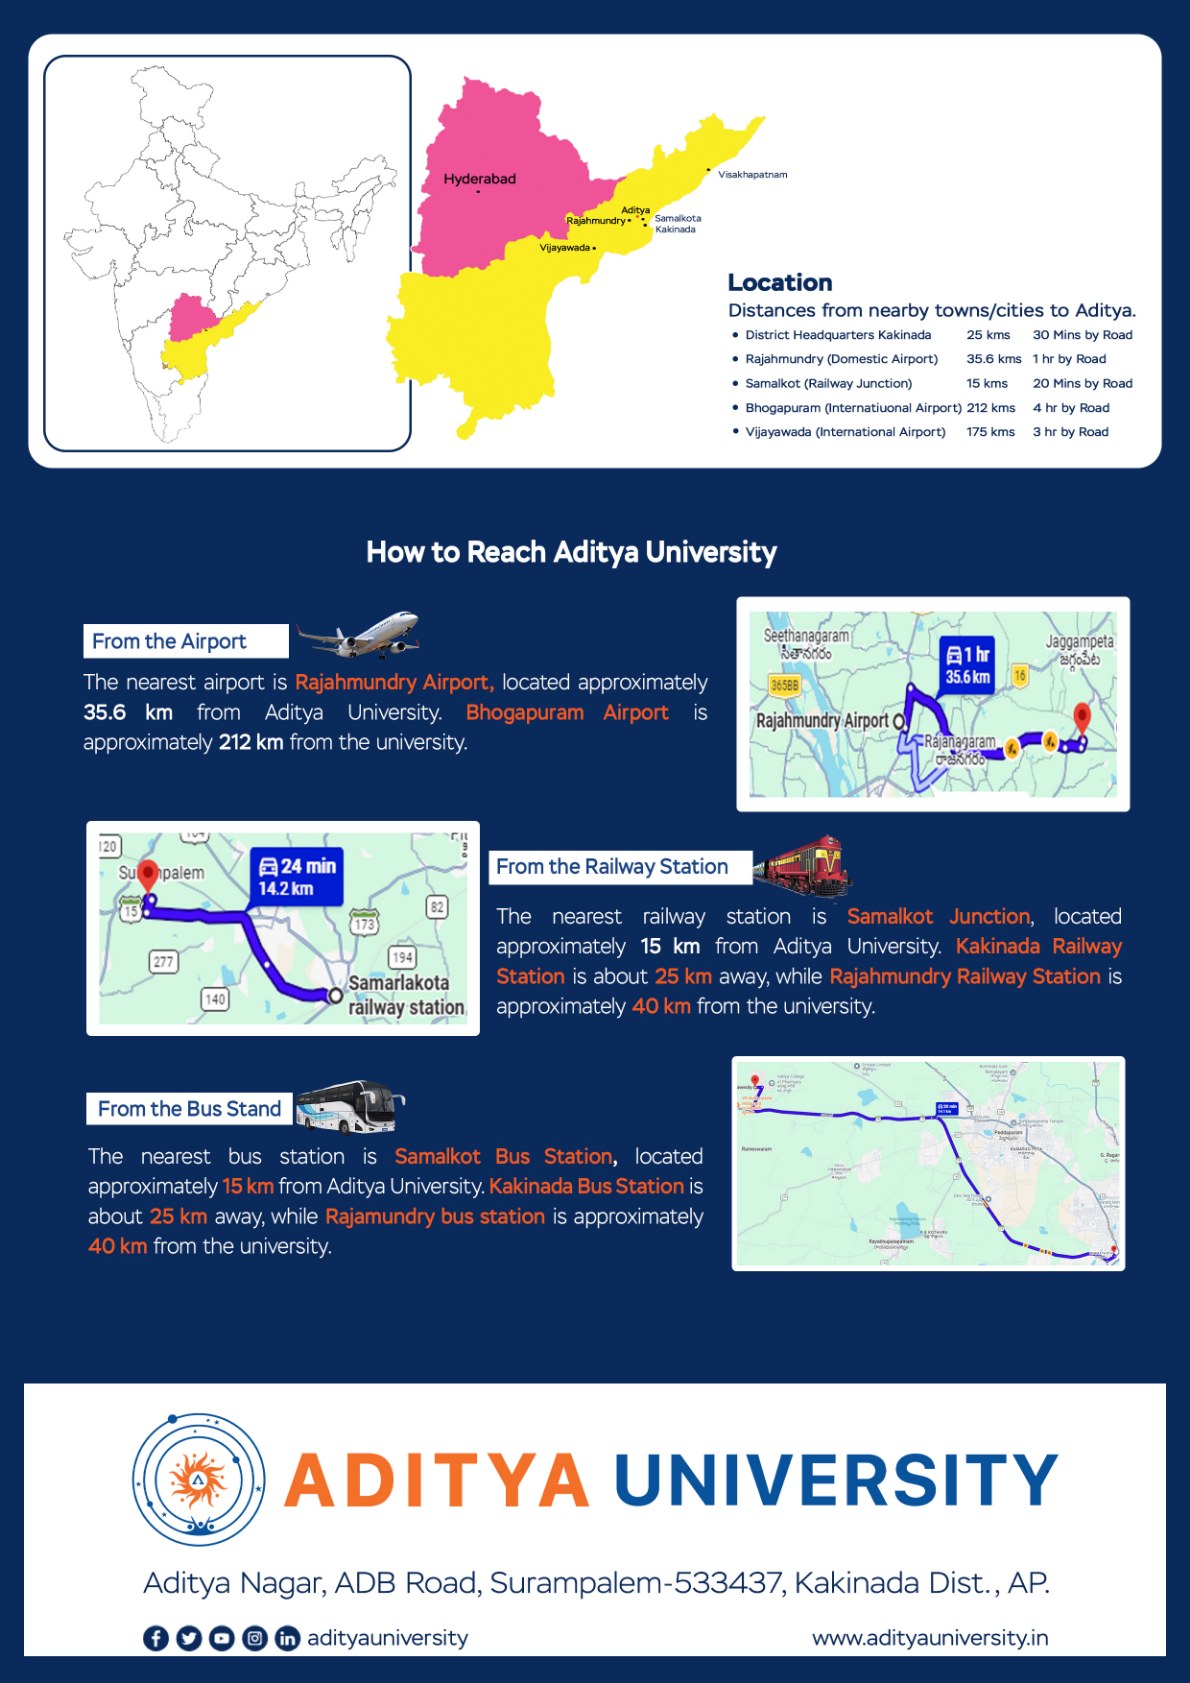 Hyderabad
Visakhapatnam
Aditya
Rajahmundry
Samalkota
Kakinada
Vijayawada
Location
Distances from nearby towns/cities to Aditya.
• District Headquarters Kakinada 25 kms 30 Mins by Road
• Rajahmundry (Domestic Airport) 35.6 kms 1 hr by Road
• Samalkot (Railway Junction) 15 kms 20 Mins by Road
• Bhogapuram (Internatiuonal Airport) 212 kms 4 hr by Road
• Vijayawada (International Airport) 175 kms 3 hr by Road
How to Reach Aditya University
From the Airport
The nearest airport is Rajahmundry Airport, located approximately
35.6 km from Aditya University. Bhogapuram Airport is
approximately 212 km from the university.
Seethanagaram
సీతానగరం
Jaggampeta
జగ్గంపేట
1 hr
35.6 km
16
365BB
Rajahmundry Airport
Rajanagaram
రాజానగరం
120
24 min
14.2 km
15
82
173
277
194
140
Samarlakota
railway station
From the Railway Station
The nearest railway station is Samalkot Junction, located
approximately 15 km from Aditya University. Kakinada Railway
Station is about 25 km away, while Rajahmundry Railway Station is
approximately 40 km from the university.
From the Bus Stand
The nearest bus station is Samalkot Bus Station, located
approximately 15 km from Aditya University. Kakinada Bus Station is
about 25 km away, while Rajamundry bus station is approximately
40 km from the university.
ADITYA UNIVERSITY
Aditya Nagar, ADB Road, Surampalem-533437, Kakinada Dist., AP.
adityauniversity
www.adityauniversity.in